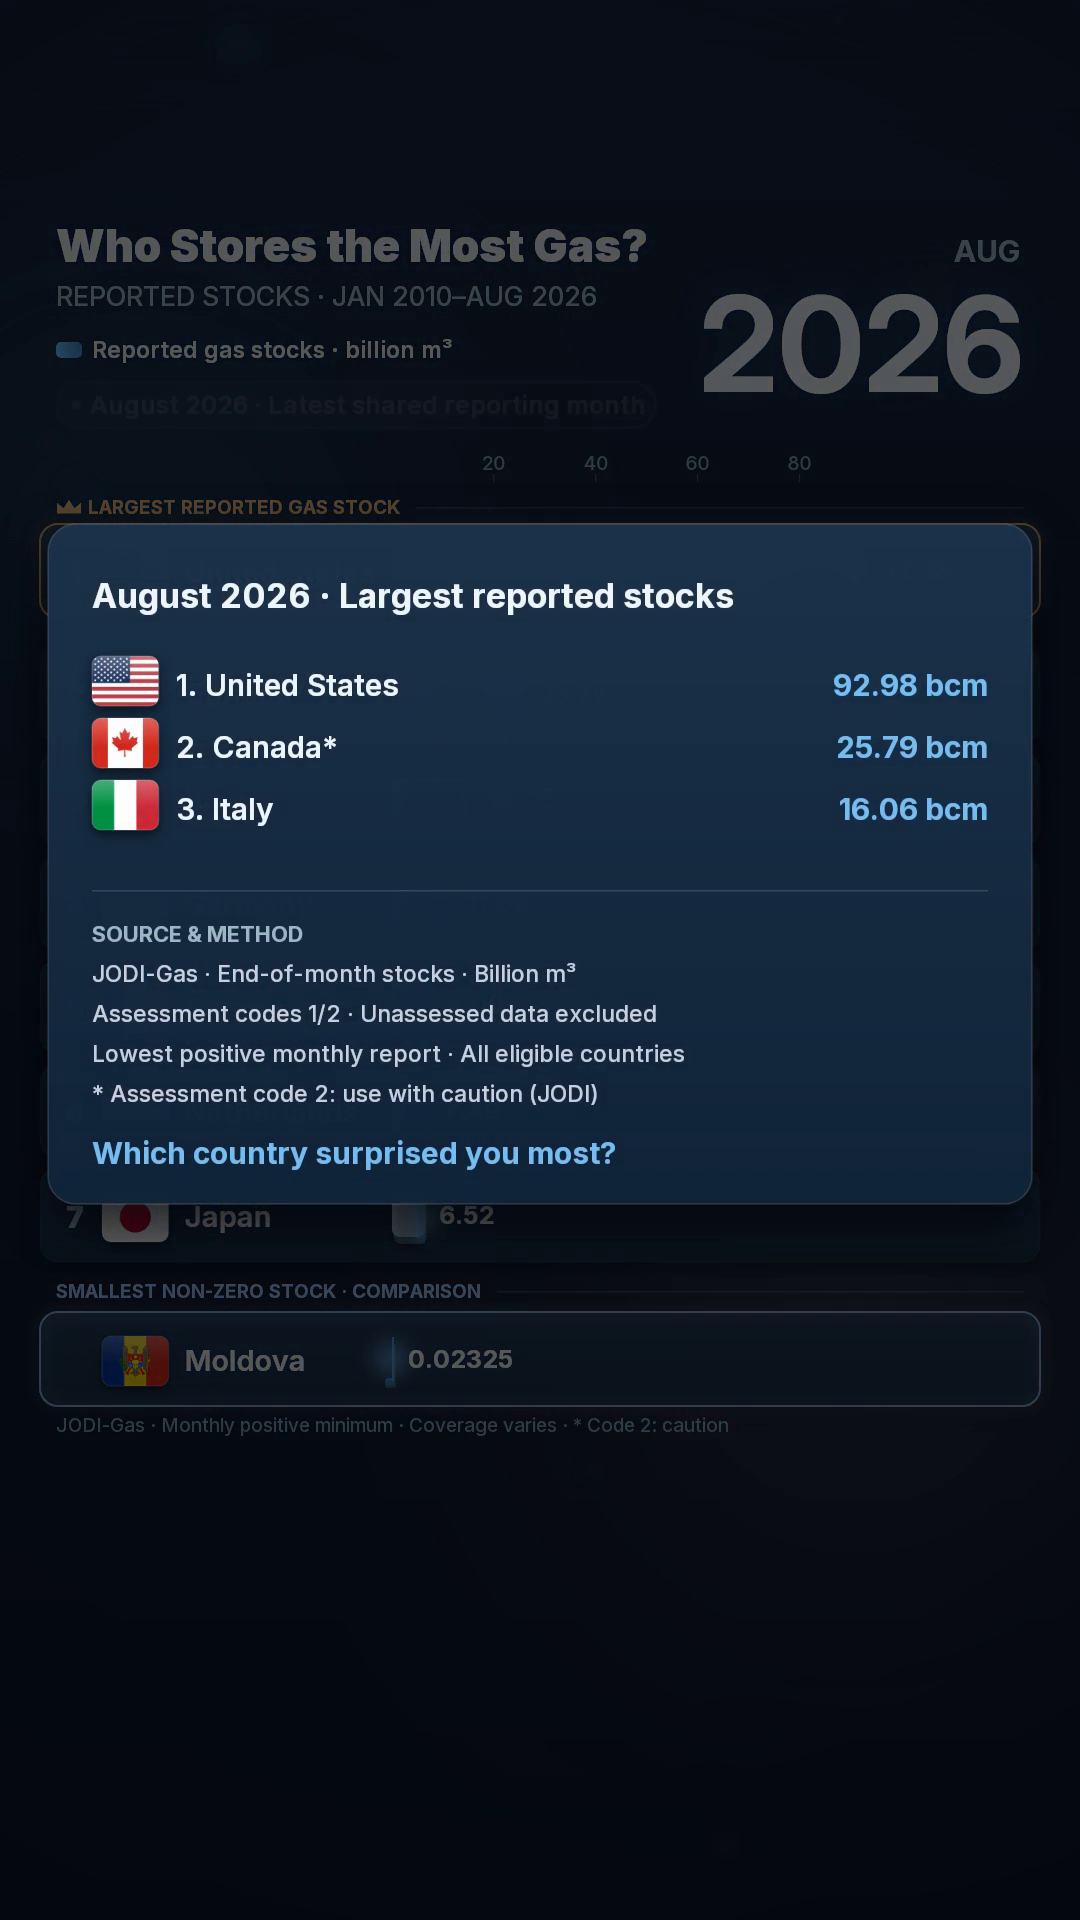 Who Stores the Most Gas?
AUG
REPORTED STOCKS · JAN 2010–AUG 2026
2026
Reported gas stocks · billion m³
• August 2026 · Latest shared reporting month
20 40 60 80
LARGEST REPORTED GAS STOCK
August 2026 · Largest reported stocks
1. United States 92.98 bcm
2. Canada* 25.79 bcm
3. Italy 16.06 bcm
SOURCE & METHOD
JODI-Gas · End-of-month stocks · Billion m³
Assessment codes 1/2 · Unassessed data excluded
Lowest positive monthly report · All eligible countries
* Assessment code 2: use with caution (JODI)
Which country surprised you most?
7 Japan 6.52
SMALLEST NON-ZERO STOCK · COMPARISON
Moldova 0.02325
JODI-Gas · Monthly positive minimum · Coverage varies · * Code 2: caution